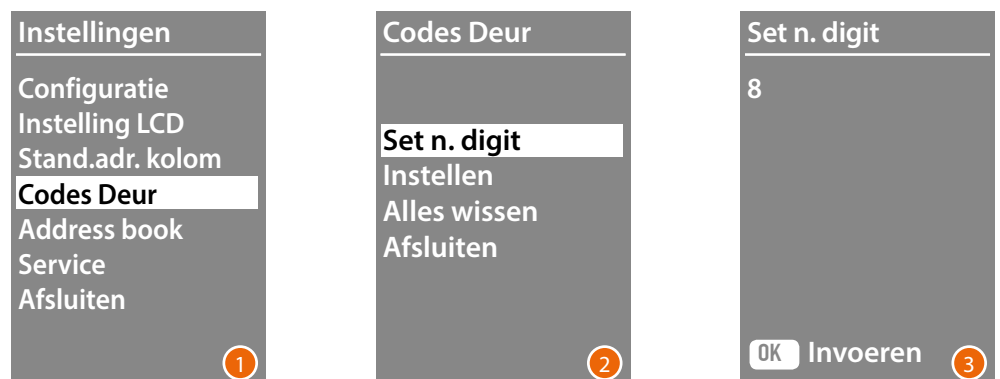 Instellingen
Configuratie
Instelling LCD
Stand.adr. kolom
Codes Deur
Address book
Service
Afsluiten
1
Codes Deur
Set n. digit
Instellen
Alles wissen
Afsluiten
2
Set n. digit
8
OK Invoeren
3